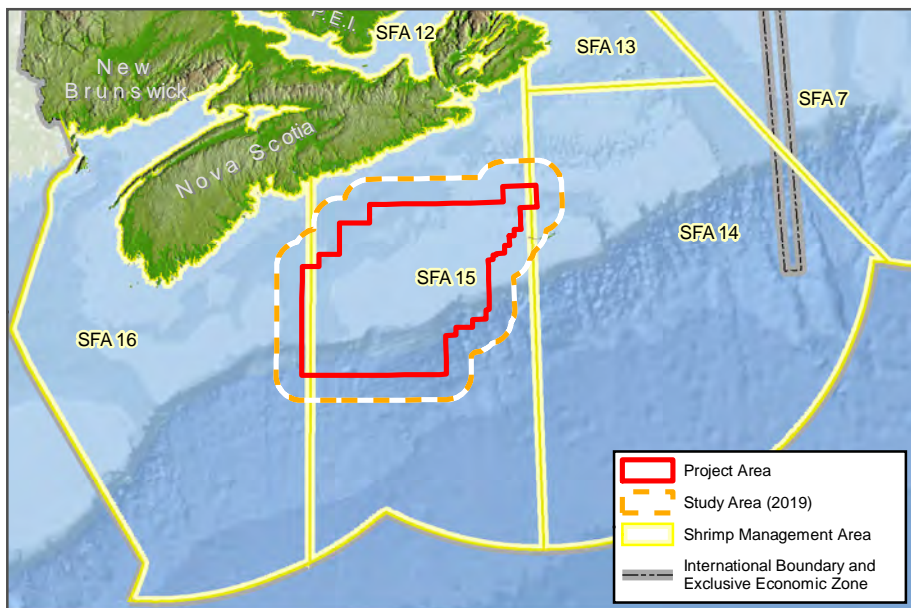 P.E.I.
SFA 12
SFA 13
New
Brunswick
SFA 7
Nova Scotia
SFA 14
SFA 15
SFA 16
Project Area
Study Area (2019)
Shrimp Management Area
International Boundary and
Exclusive Economic Zone